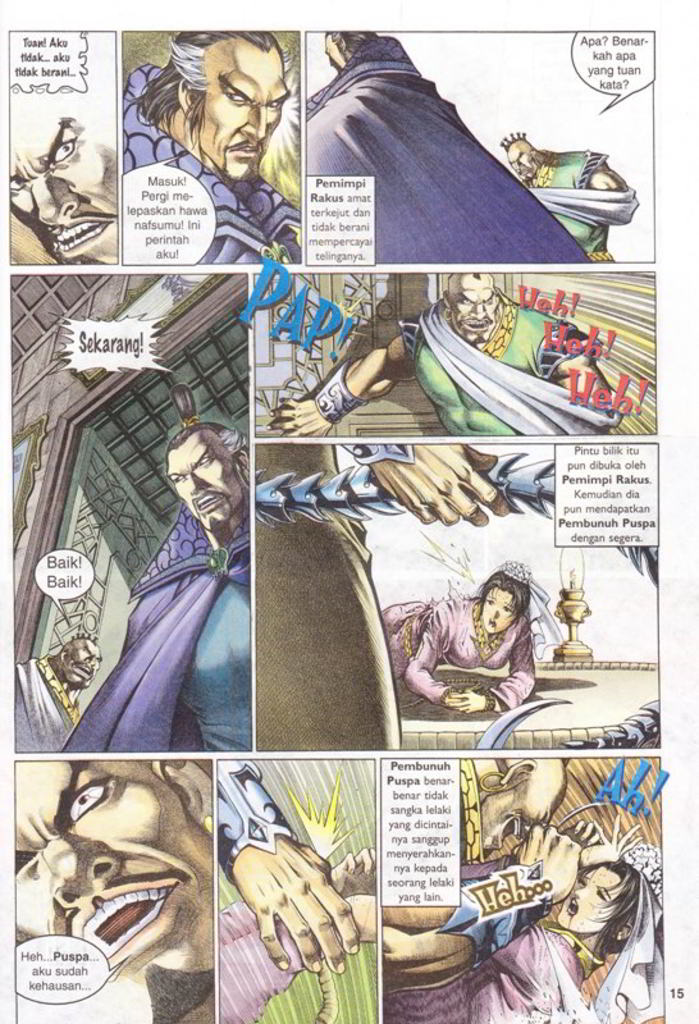 Tuan! Aku
tidak... aku
tidak berani...
Masuk!
Pergi me-
lepaskan hawa
nafsumu! Ini
perintah
aku!
Apa? Benar-
kah apa
yang tuan
kata?
Pemimpi
Rakus amat
terkejut dan
tidak berani
mempercayai
telinganya.
Sekarang!
Baik!
Baik!
PAP!
Heh!
Heh!
Heh!
Pintu bilik itu
pun dibuka oleh
Pemimpi Rakus.
Kemudian dia
pun mendapatkan
Pembunuh Puspa
dengan segera.
Heh...Puspa...
aku sudah
kehausan...
Pembunuh
Puspa benar-
benar tidak
sangka lelaki
yang dicintai-
nya sanggup
menyerahkan-
nya kepada
seorang lelaki
yang lain.
Ah!
Heh...
15